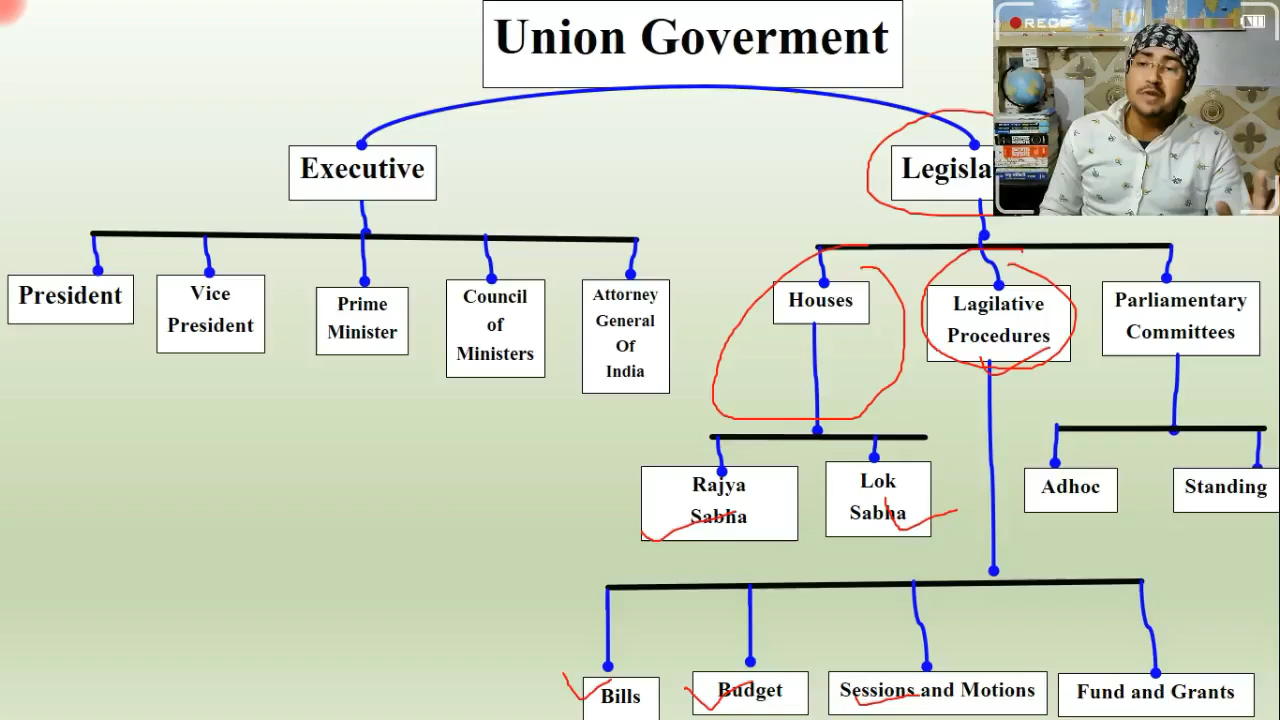 Union Goverment
REC
Executive
Legisla
President
Vice
President
Prime
Minister
Council
of
Ministers
Attorney
General
Of
India
Houses
Lagilative
Procedures
Parliamentary
Committees
Rajya
Sabha
Lok
Sabha
Adhoc
Standing
Bills
Budget
Sessions and Motions
Fund and Grants